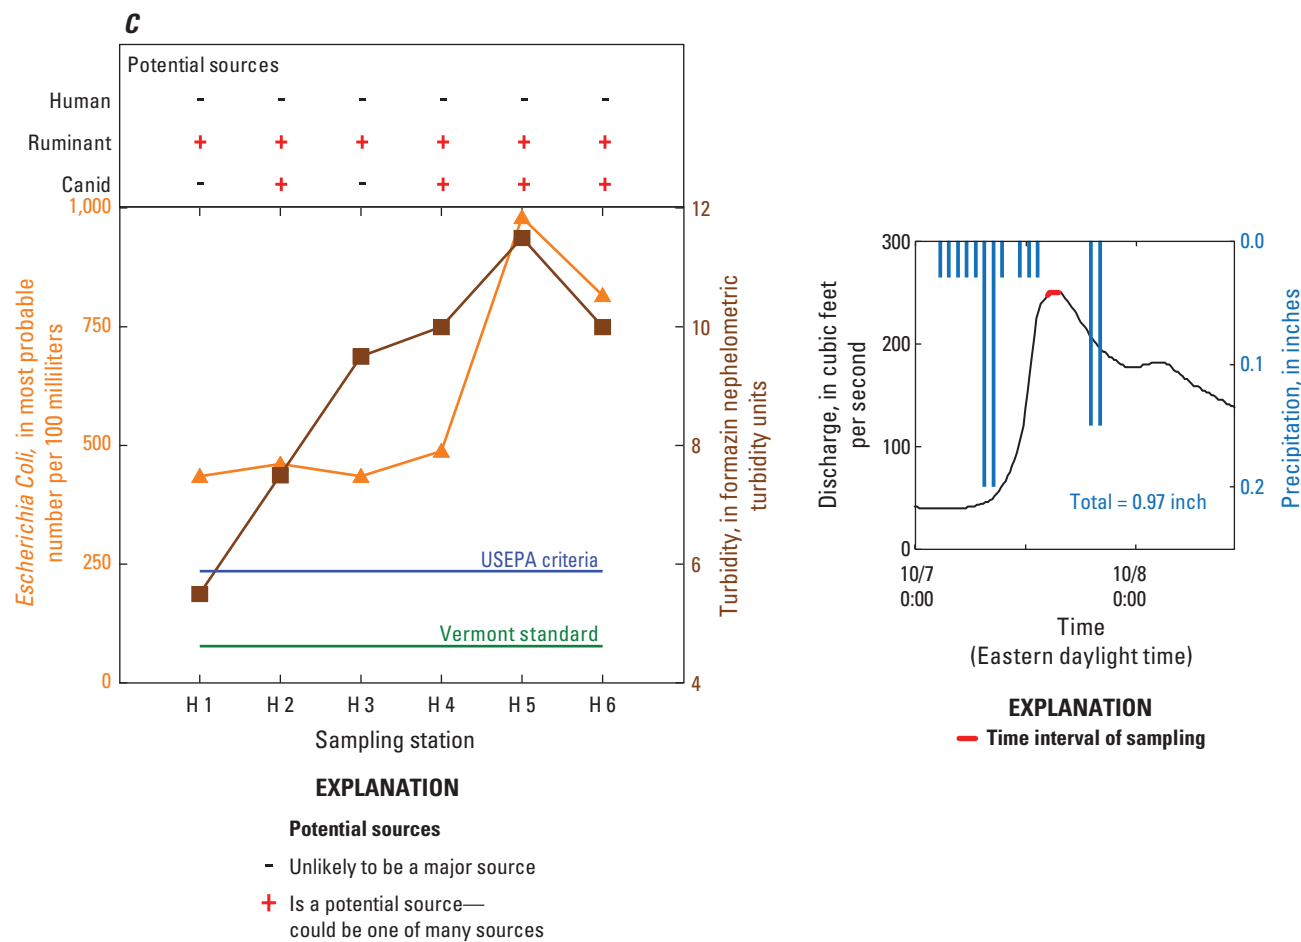 C
Potential sources
Human - - - - - -
Ruminant + + + + + +
Canid - + - + + +
1,000
750
500
250
0
Escherichia Coli, in most probable
number per 100 milliliters
12
10
8
6
4
Turbidity, in formazin nephelometric
turbidity units
USEPA criteria
Vermont standard
H 1 H 2 H 3 H 4 H 5 H 6
Sampling station
EXPLANATION
Potential sources
- Unlikely to be a major source
+ Is a potential source—
could be one of many sources
300
200
100
0
Discharge, in cubic feet
per second
0.0
0.1
0.2
Precipitation, in inches
Total = 0.97 inch
10/7 10/8
0:00 0:00
Time
(Eastern daylight time)
EXPLANATION
Time interval of sampling